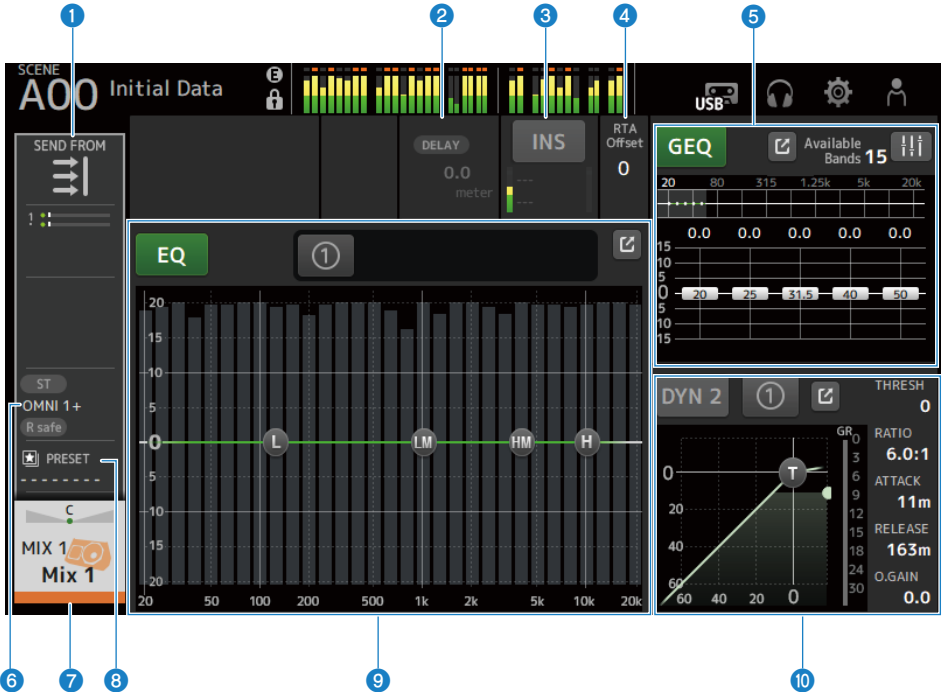 1 2 3 4 5
SCENE
A00 Initial Data
E
USB
SEND FROM
1
DELAY
0.0
meter
INS
---
---
RTA
Offset
0
GEQ
Available
Bands 15
20 80 315 1.25k 5k 20k
0.0 0.0 0.0 0.0 0.0
15
10
5
0
5
10
15
20 25 31.5 40 50
EQ
1
20
15
10
5
0
5
10
15
20
L LM HM H
20 50 100 200 500 1k 2k 5k 10k 20k
ST
OMNI 1+
R safe
PRESET
--------
C
MIX 1
Mix 1
DYN 2
1
THRESH
0
RATIO
6.0:1
ATTACK
11m
RELEASE
163m
O.GAIN
0.0
GR
0
3
6
9
12
15
18
24
30
T
0
20
40
60
60 40 20 0
6 7 8 9 10